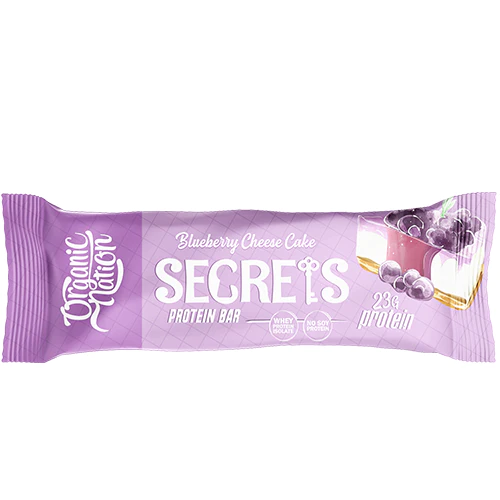 Organic
Nation
Blueberry Cheese Cake
SECRETS
PROTEIN BAR
WHEY
PROTEIN
ISOLATE
NO SOY
PROTEIN
23G
protein